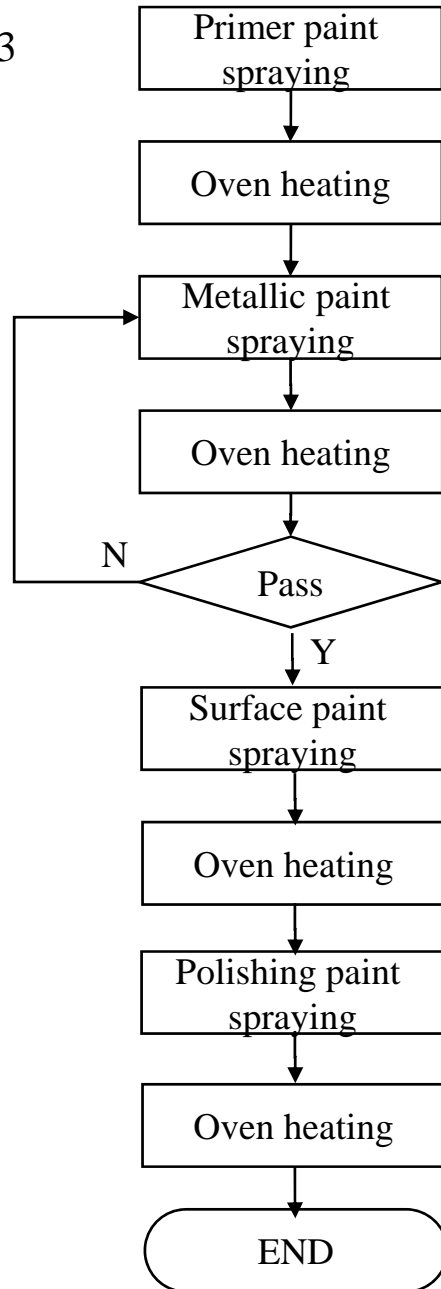 3
Primer paint
spraying
Oven heating
Metallic paint
spraying
Oven heating
N
Pass
Y
Surface paint
spraying
Oven heating
Polishing paint
spraying
Oven heating
END